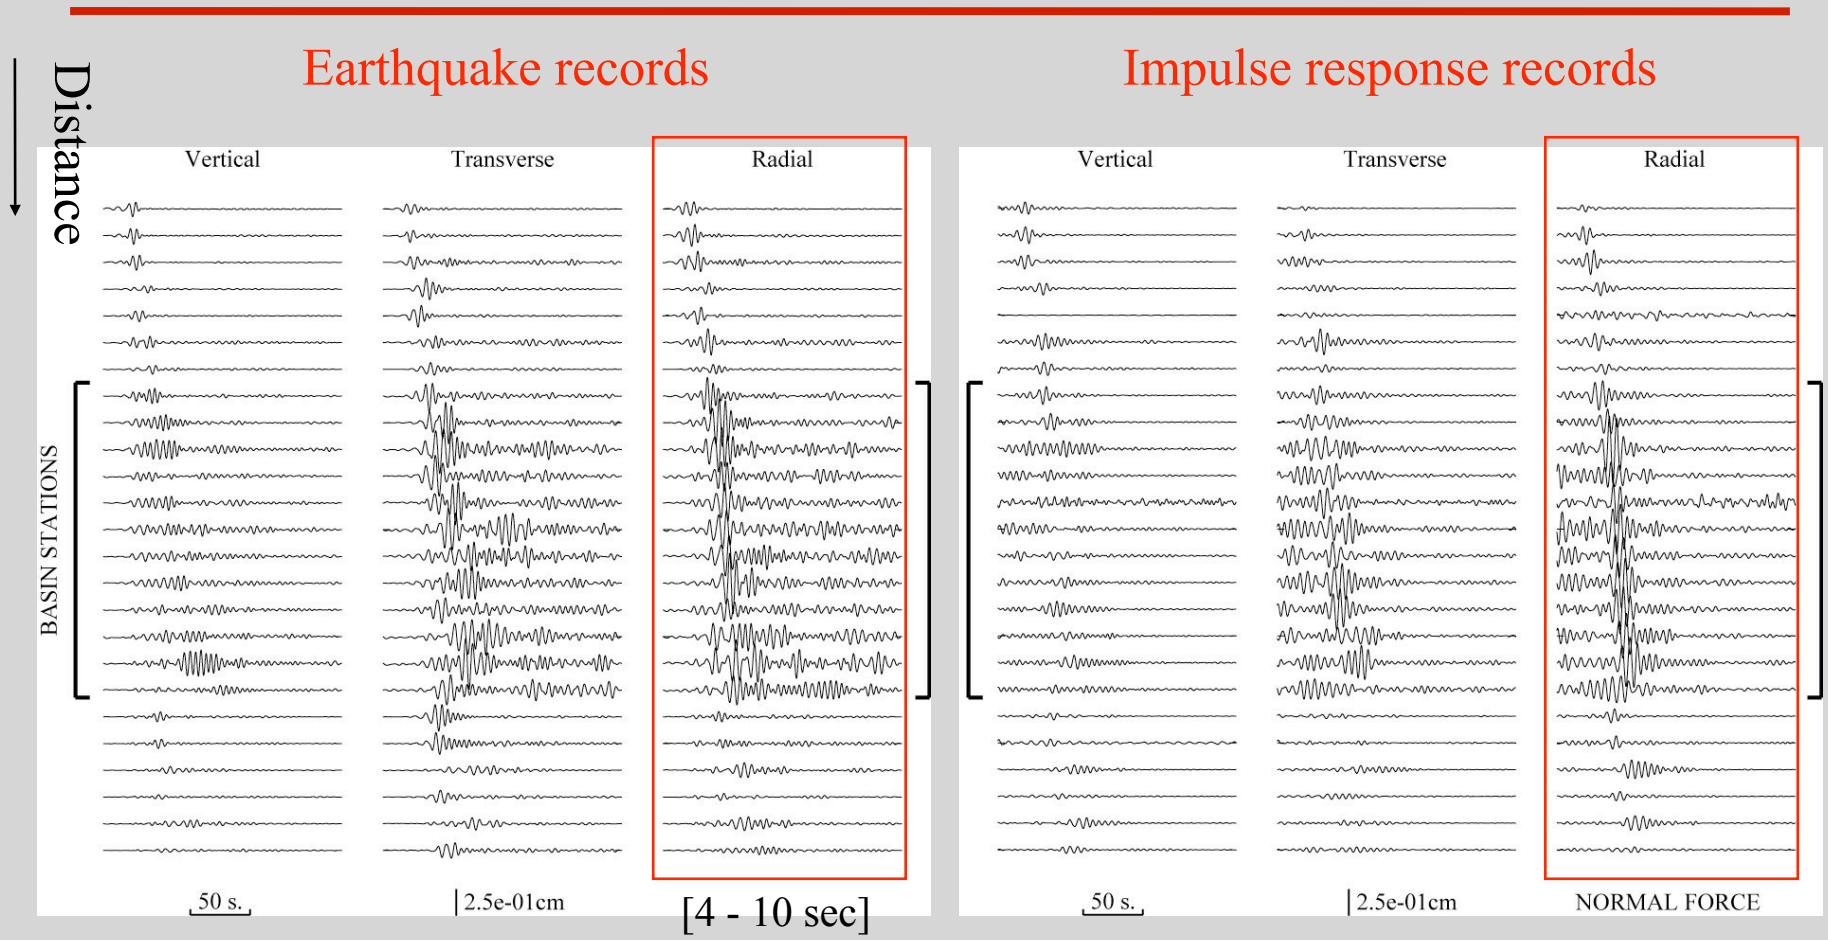 Earthquake records
Impulse response records
Distance
Vertical
Transverse
Radial
Vertical
Transverse
Radial
BASIN STATIONS
50 s.
2.5e-01cm
[4 - 10 sec]
50 s.
2.5e-01cm
NORMAL FORCE